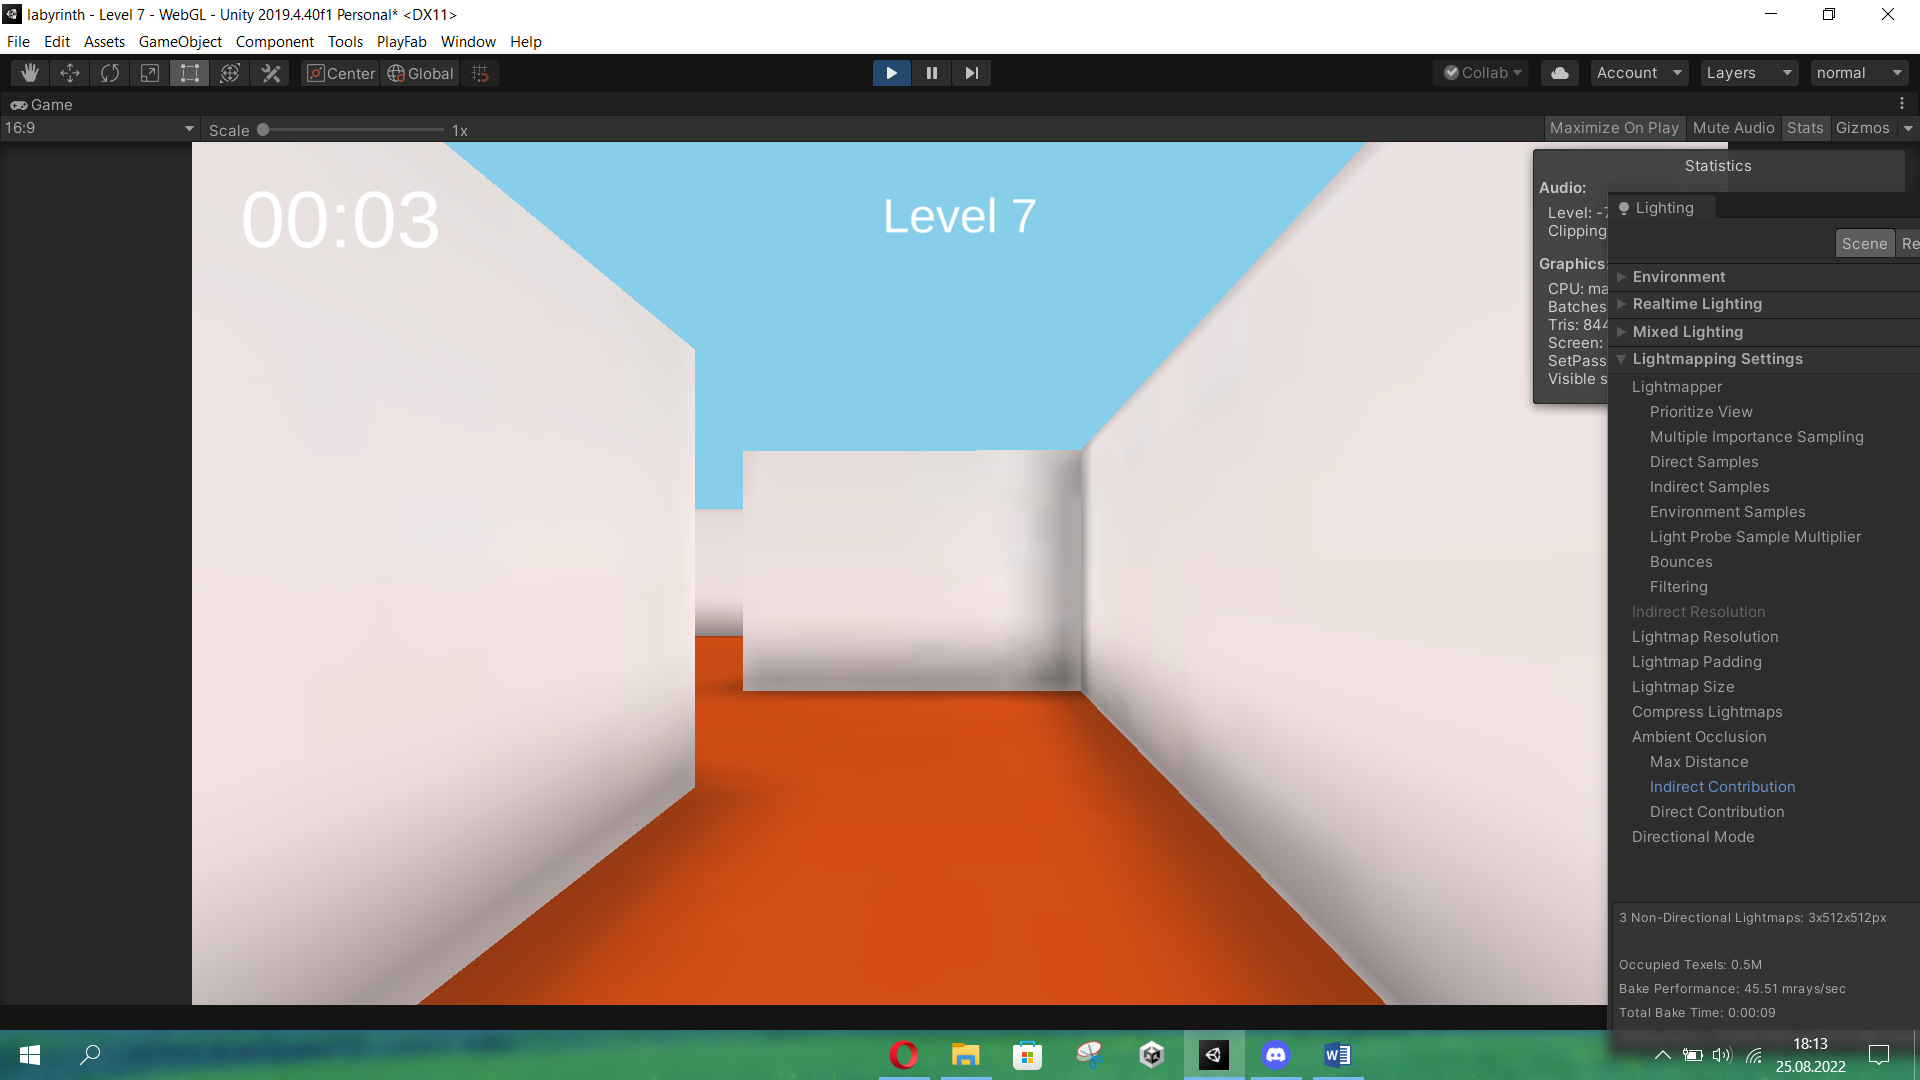 labyrinth - Level 7 - WebGL - Unity 2019.4.40f1 Personal* <DX11>
File Edit Assets GameObject Component Tools PlayFab Window Help
Center Global Collab Account Layers normal
Game
16:9 Scale 1x Maximize On Play Mute Audio Stats Gizmos
00:03
Level 7
Statistics
Audio:
Level: -7
Clipping
Graphics:
CPU: ma
Batches
Tris: 844
Screen:
SetPass
Visible s
Lighting
Scene Re
Environment
Realtime Lighting
Mixed Lighting
Lightmapping Settings
Lightmapper
Prioritize View
Multiple Importance Sampling
Direct Samples
Indirect Samples
Environment Samples
Light Probe Sample Multiplier
Bounces
Filtering
Indirect Resolution
Lightmap Resolution
Lightmap Padding
Lightmap Size
Compress Lightmaps
Ambient Occlusion
Max Distance
Indirect Contribution
Direct Contribution
Directional Mode
3 Non-Directional Lightmaps: 3x512x512px
Occupied Texels: 0.5M
Bake Performance: 45.51 mrays/sec
Total Bake Time: 0:00:09
18:13
25.08.2022